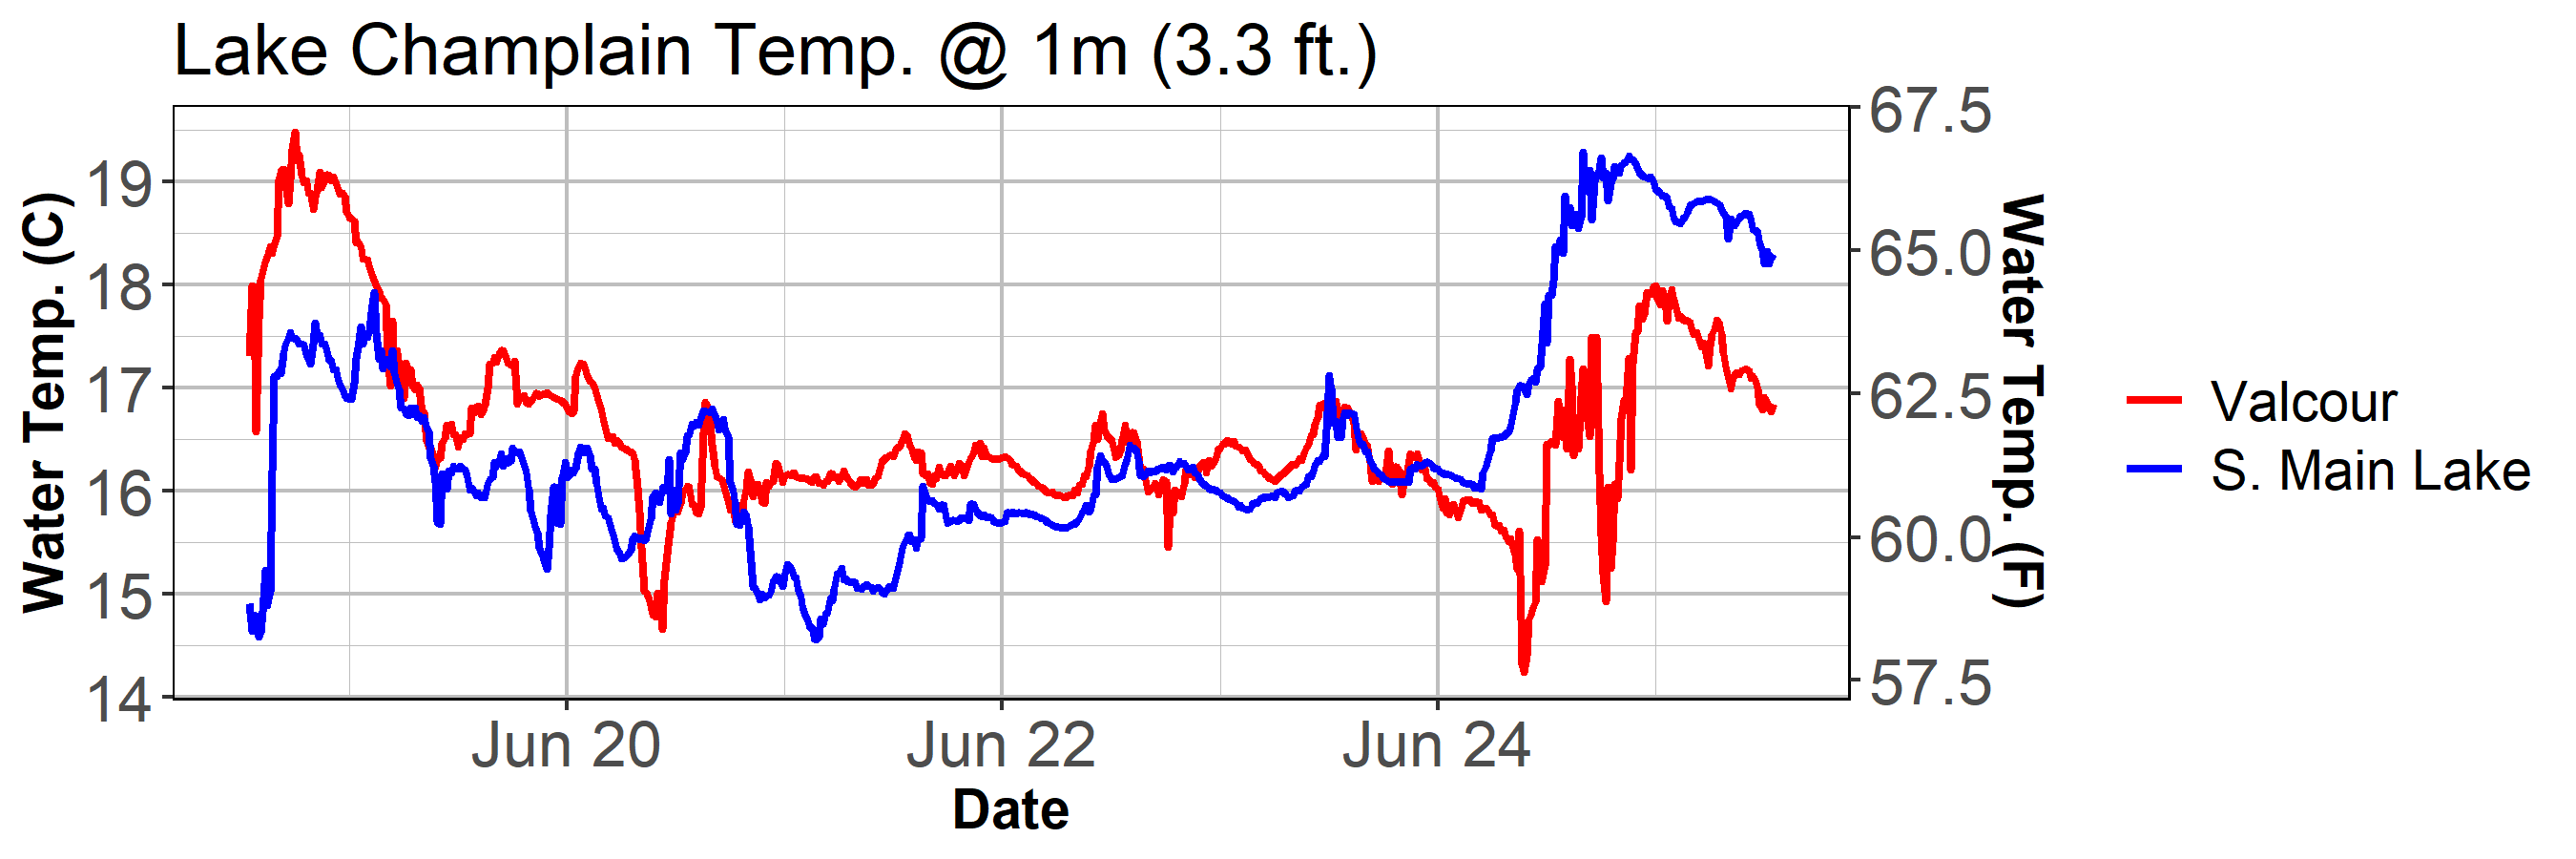 Lake Champlain Temp. @ 1m (3.3 ft.)
Water Temp. (C)
19
18
17
16
15
14
67.5
65.0
62.5
60.0
57.5
Water Temp. (F)
Jun 20
Jun 22
Jun 24
Date
Valcour
S. Main Lake